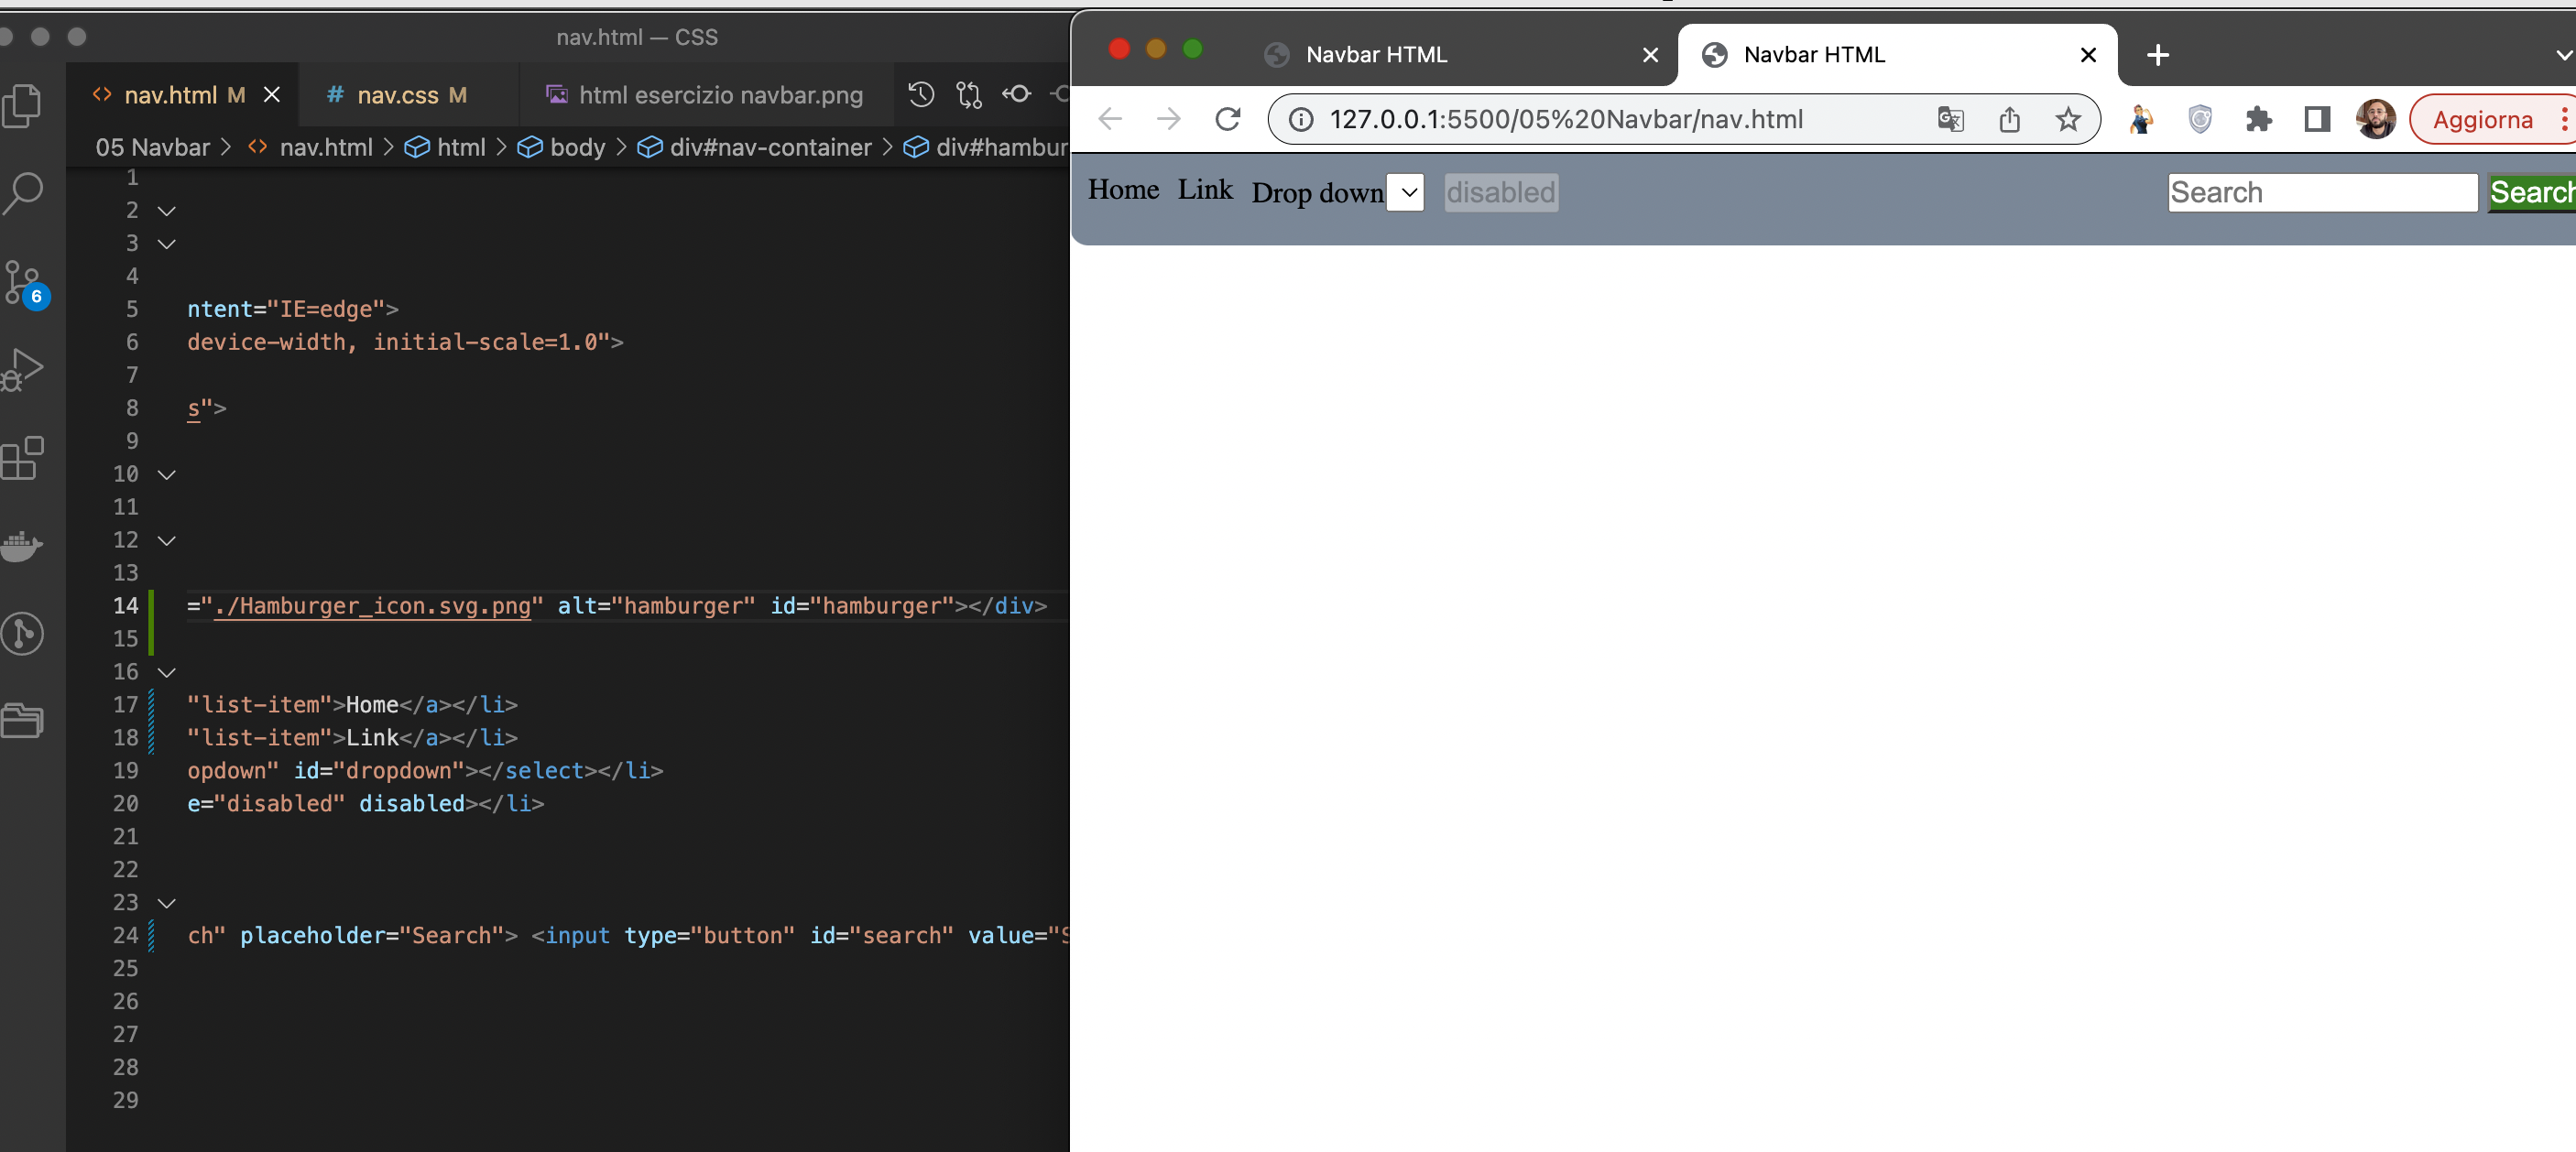 nav.html — CSS
nav.html M
# nav.css M
html esercizio navbar.png
05 Navbar > nav.html > html > body > div#nav-container > div#hambur
1
2
3
4
5 ntent="IE=edge">
6 device-width, initial-scale=1.0">
7
8 s">
9
10
11
12
13
14 ="./Hamburger_icon.svg.png" alt="hamburger" id="hamburger"></div>
15
16
17 "list-item">Home</a></li>
18 "list-item">Link</a></li>
19 opdown" id="dropdown"></select></li>
20 e="disabled" disabled></li>
21
22
23
24 ch" placeholder="Search"> <input type="button" id="search" value="S
25
26
27
28
29
6
Navbar HTML
Navbar HTML
127.0.0.1:5500/05%20Navbar/nav.html
Aggiorna
Home Link Drop down disabled Search Search